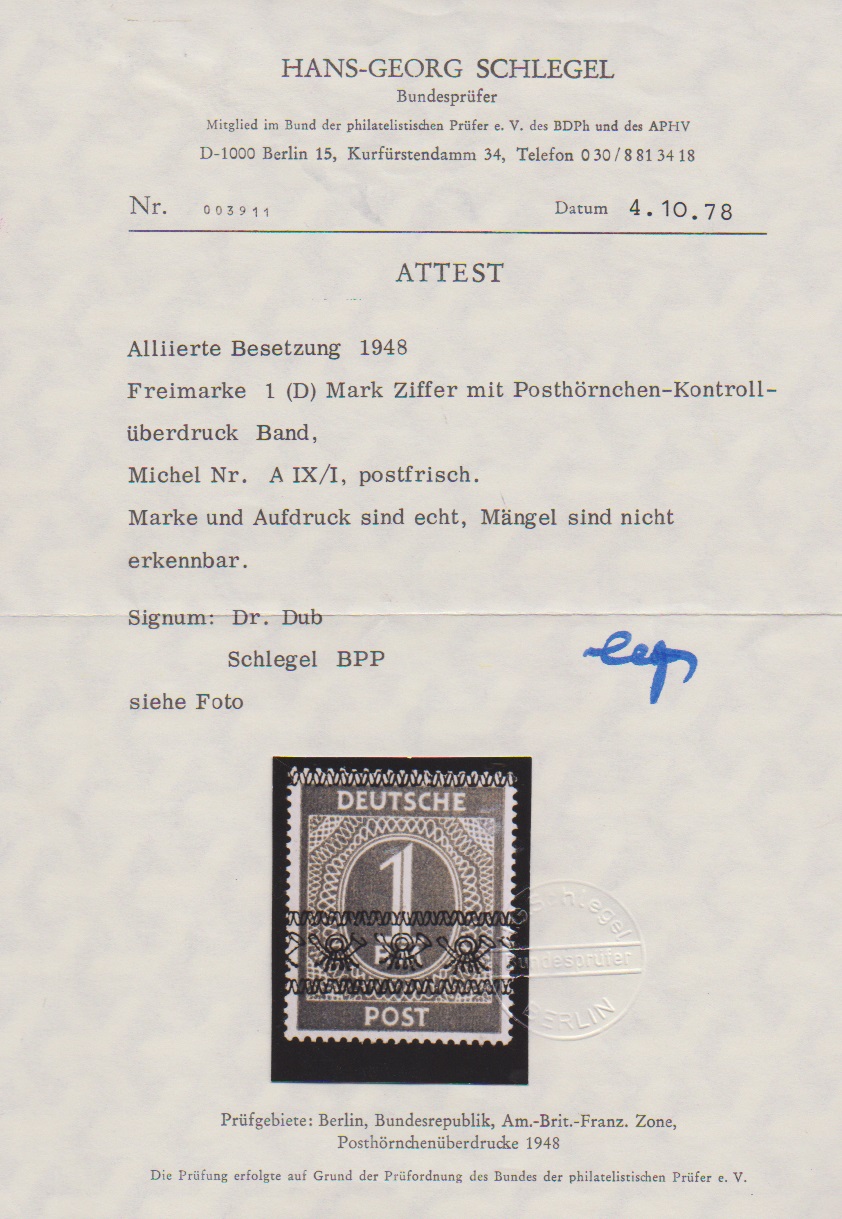 HANS-GEORG SCHLEGEL
Bundesprüfer
Mitglied im Bund der philatelistischen Prüfer e. V. des BDPh und des APHV
D-1000 Berlin 15, Kurfürstendamm 34, Telefon 030/8 81 34 18
Nr. 003911 Datum 4.10.78
ATTEST
Alliierte Besetzung 1948
Freimarke 1 (D) Mark Ziffer mit Posthörnchen-Kontroll-
überdruck Band,
Michel Nr. A IX/I, postfrisch.
Marke und Aufdruck sind echt, Mängel sind nicht
erkennbar.
Signum: Dr. Dub
Schlegel BPP
siehe Foto
DEUTSCHE
1
POST
Schlegel
Bundesprüfer
BERLIN
Prüfgebiete: Berlin, Bundesrepublik, Am.-Brit.-Franz. Zone,
Posthörnchenüberdrucke 1948
Die Prüfung erfolgte auf Grund der Prüfordnung des Bundes der philatelistischen Prüfer e. V.